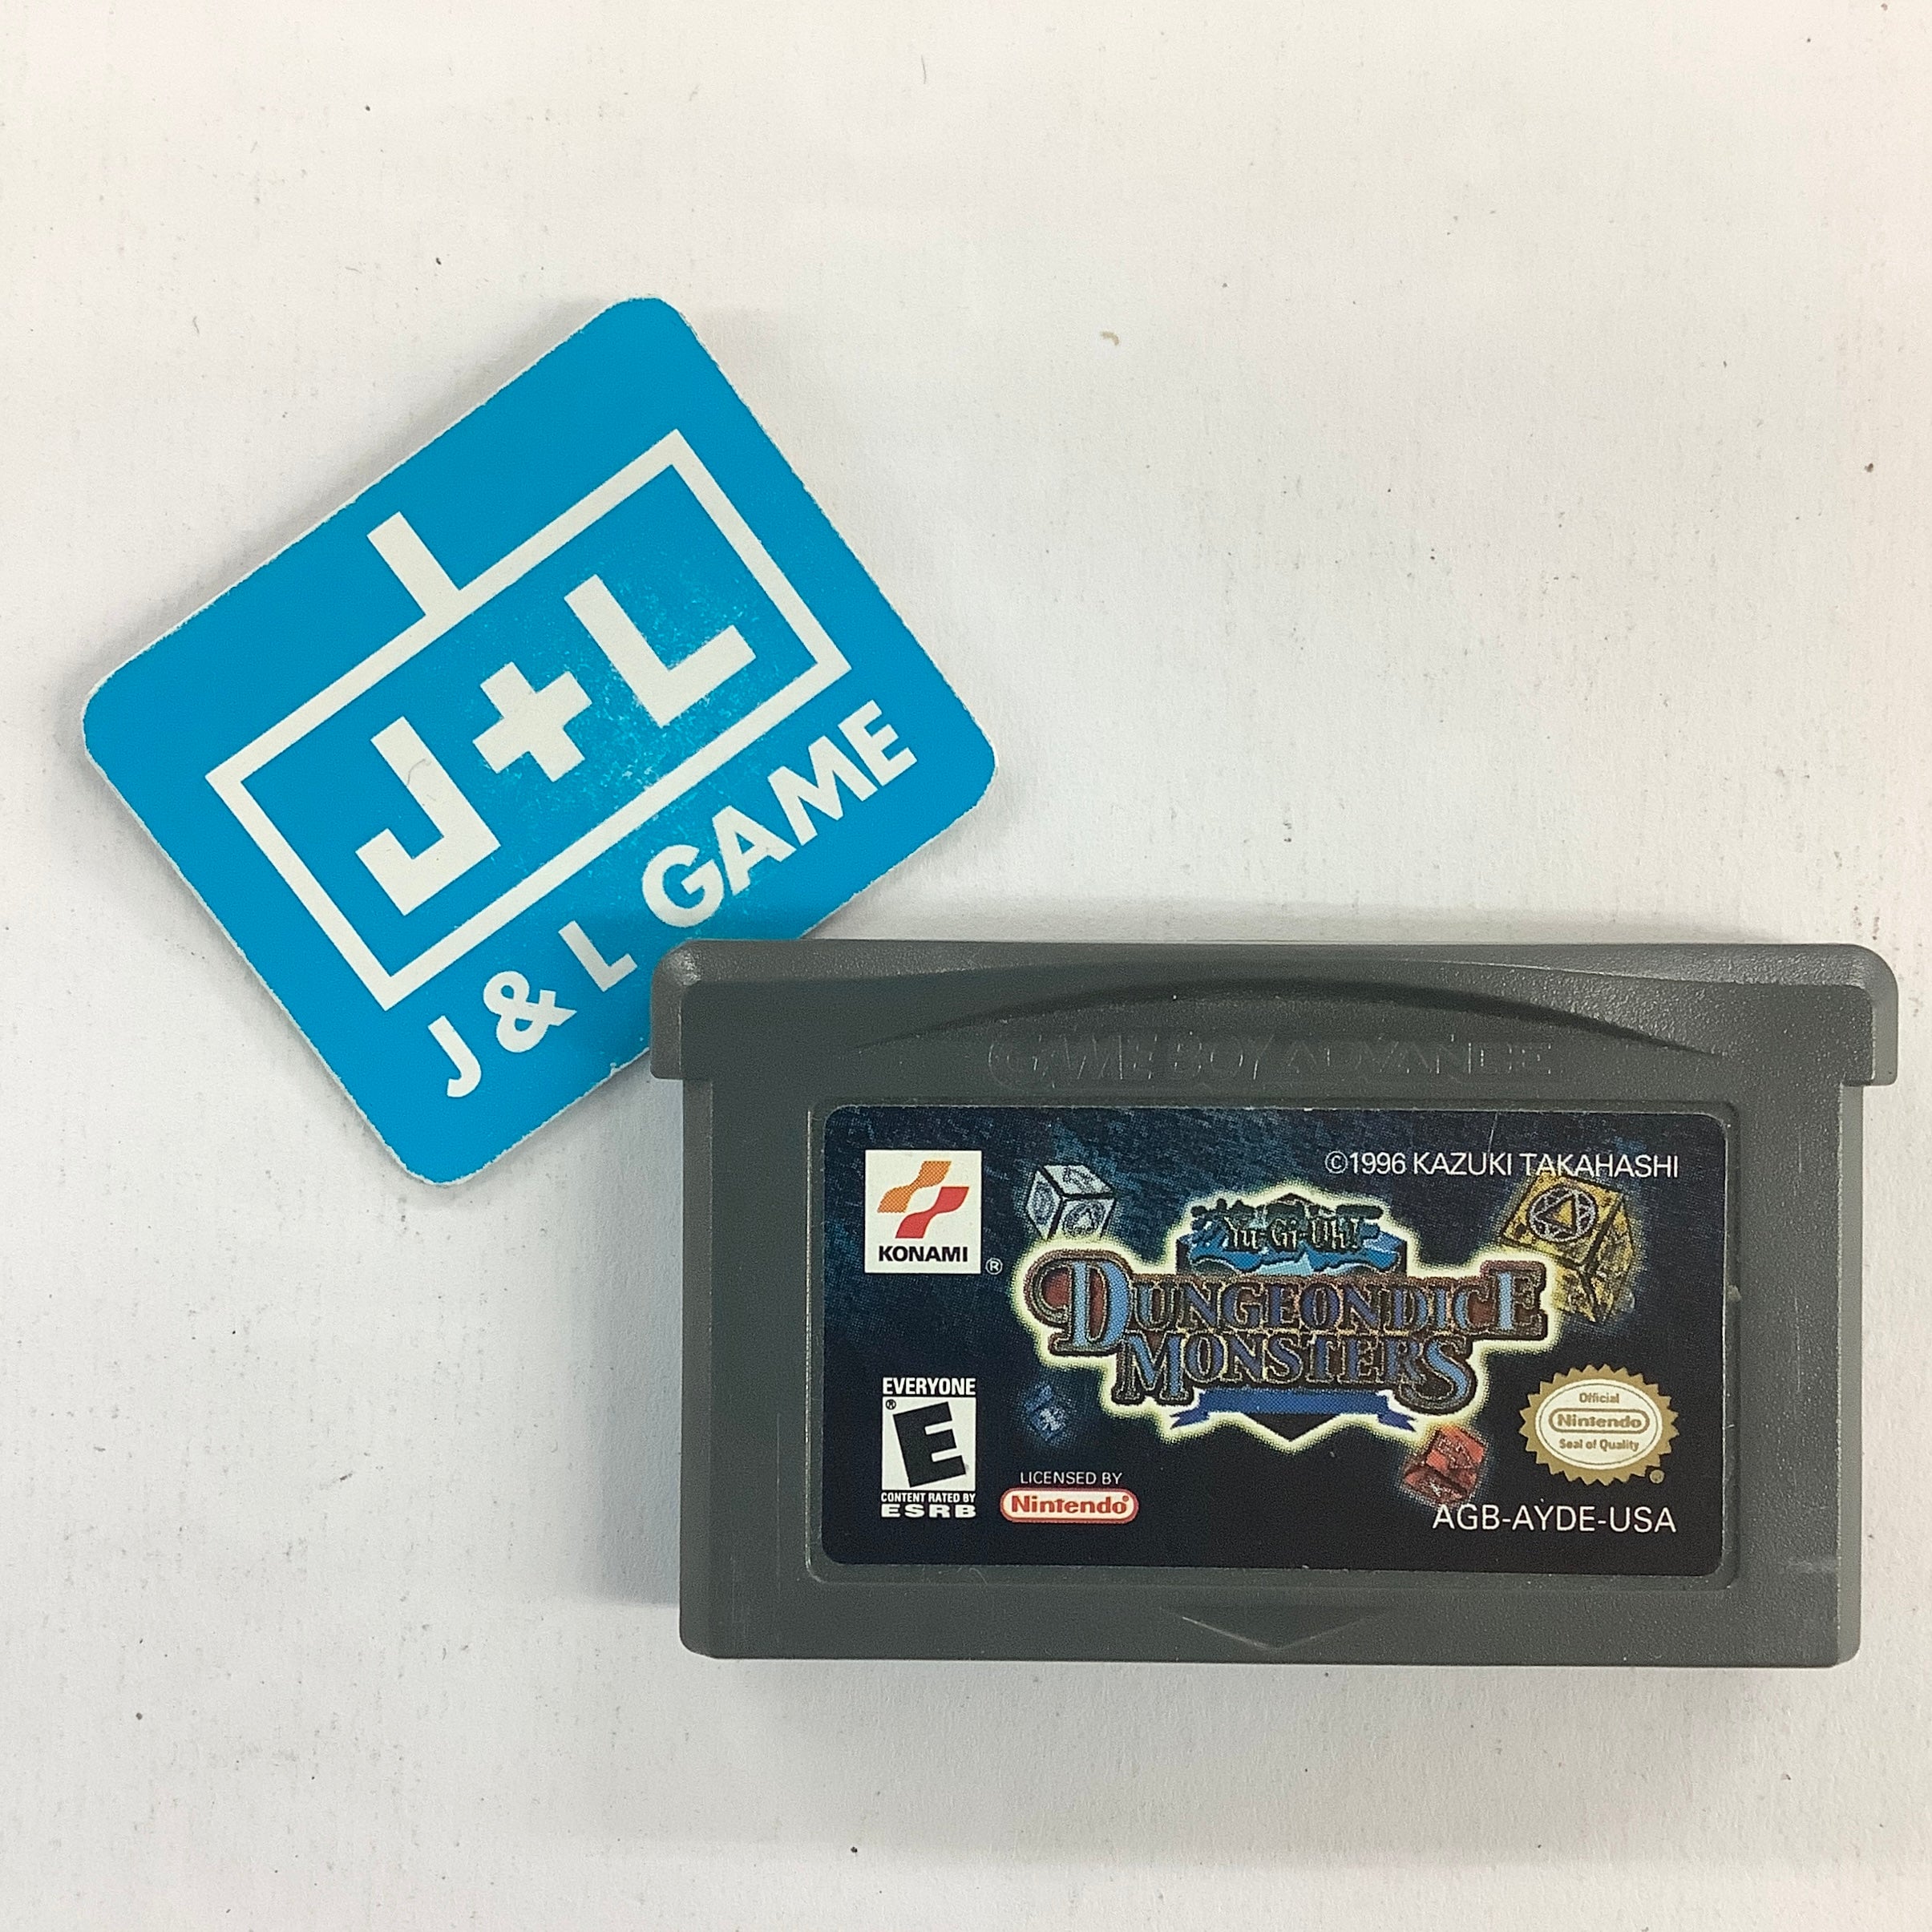 J+L
J & L GAME
GAME BOY ADVANCE
©1996 KAZUKI TAKAHASHI
KONAMI
®
Yu-Gi-Oh!
DUNGEONDICE
MONSTERS
EVERYONE
®
E
CONTENT RATED BY
ESRB
LICENSED BY
Nintendo®
Official
Nintendo
Seal of Quality
AGB-AYDE-USA